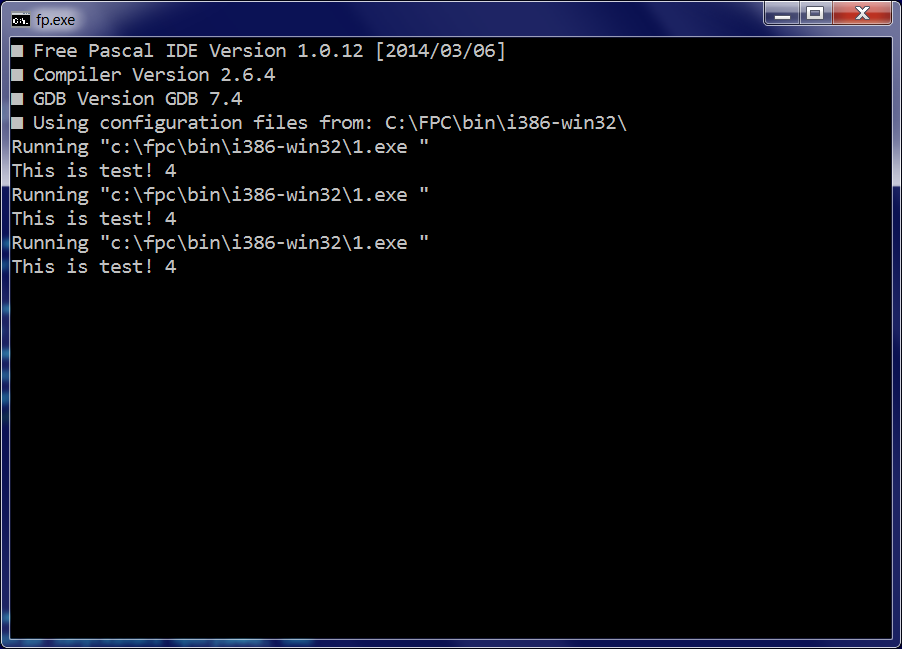 fp.exe
■ Free Pascal IDE Version 1.0.12 [2014/03/06]
■ Compiler Version 2.6.4
■ GDB Version GDB 7.4
■ Using configuration files from: C:\FPC\bin\i386-win32\
Running "c:\fpc\bin\i386-win32\1.exe "
This is test! 4
Running "c:\fpc\bin\i386-win32\1.exe "
This is test! 4
Running "c:\fpc\bin\i386-win32\1.exe "
This is test! 4